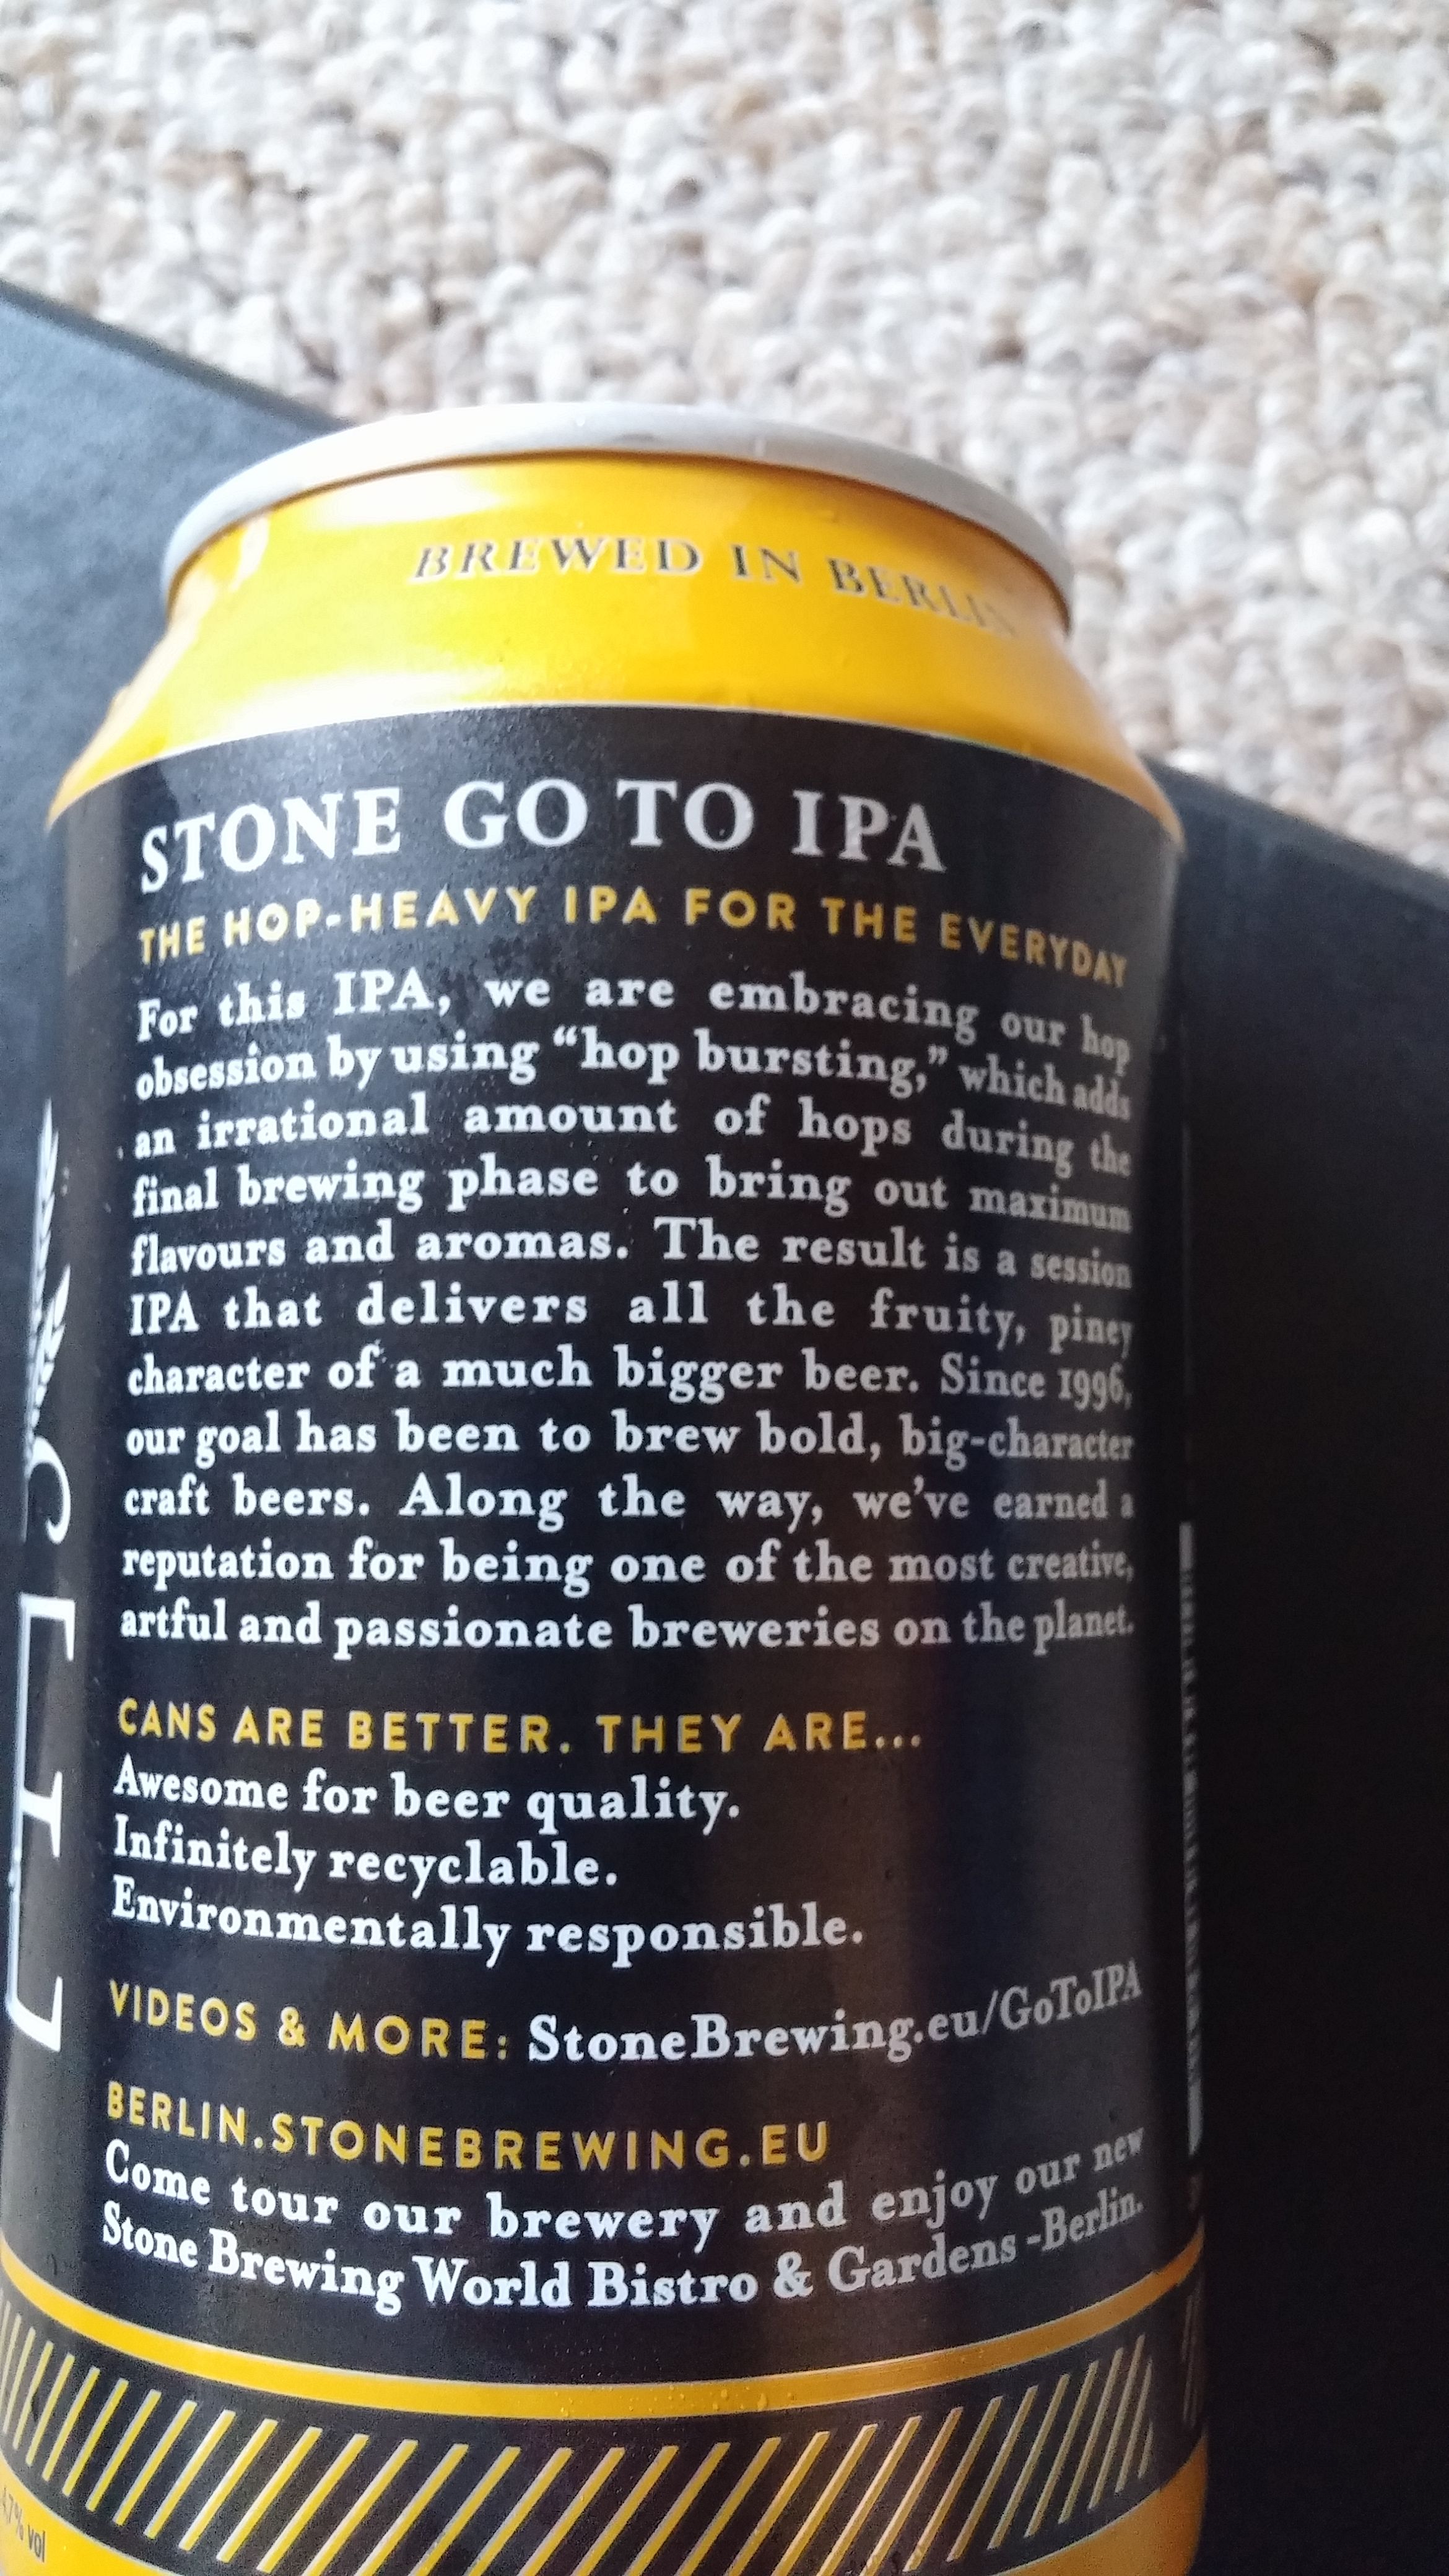 BREWED IN BERLIN
STONE GO TO IPA
THE HOP-HEAVY IPA FOR THE EVERYDAY
For this IPA, we are embracing our hop
obsession by using “hop bursting,” which adds
an irrational amount of hops during the
final brewing phase to bring out maximum
flavours and aromas. The result is a session
IPA that delivers all the fruity, piney
character of a much bigger beer. Since 1996,
our goal has been to brew bold, big-character
craft beers. Along the way, we’ve earned a
reputation for being one of the most creative,
artful and passionate breweries on the planet.
CANS ARE BETTER. THEY ARE...
Awesome for beer quality.
Infinitely recyclable.
Environmentally responsible.
VIDEOS & MORE: StoneBrewing.eu/GoToIPA
BERLIN.STONEBREWING.EU
Come tour our brewery and enjoy our new
Stone Brewing World Bistro & Gardens -Berlin.
vol